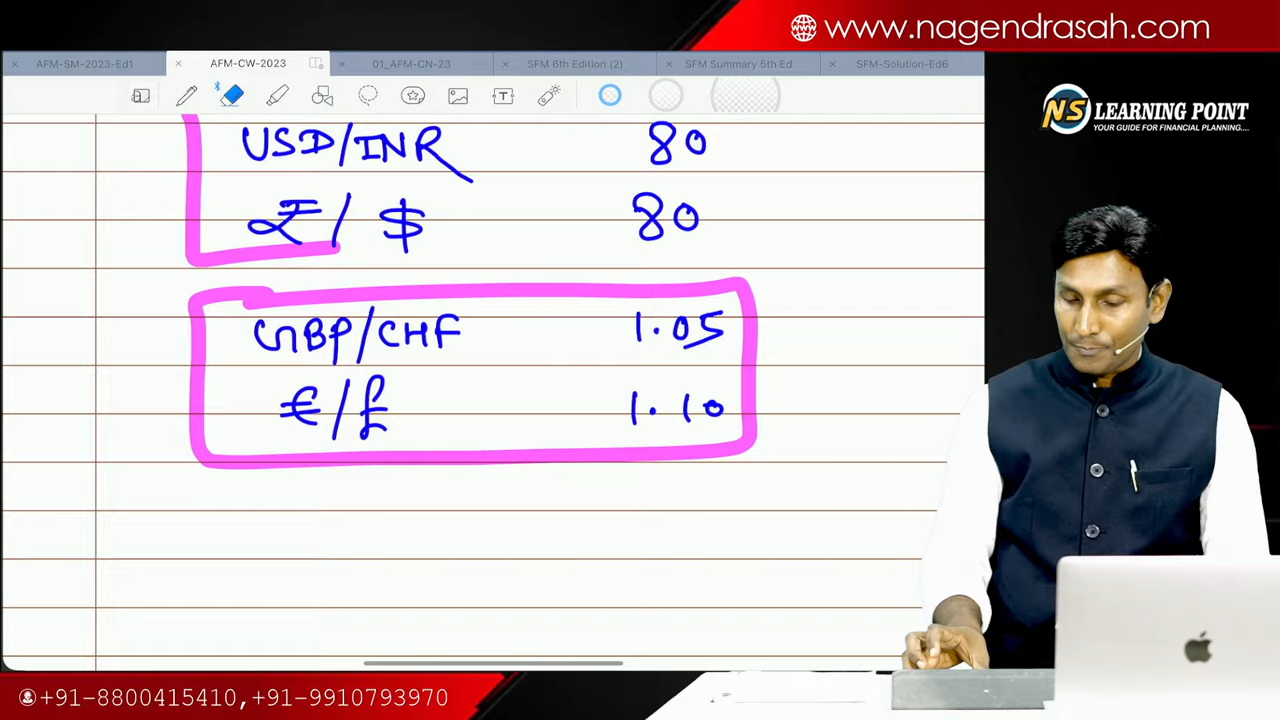 www.nagendrasah.com
AFM-SM-2023-Ed1
AFM-CW-2023
01_AFM-CN-23
SFM 6th Edition (2)
SFM Summary 5th Ed
SFM-Solution-Ed6
NS LEARNING POINT
YOUR GUIDE FOR FINANCIAL PLANNING....
USD/INR 80
₹/$ 80
GBP/CHF 1.05
€/£ 1.10
+91-8800415410,+91-9910793970